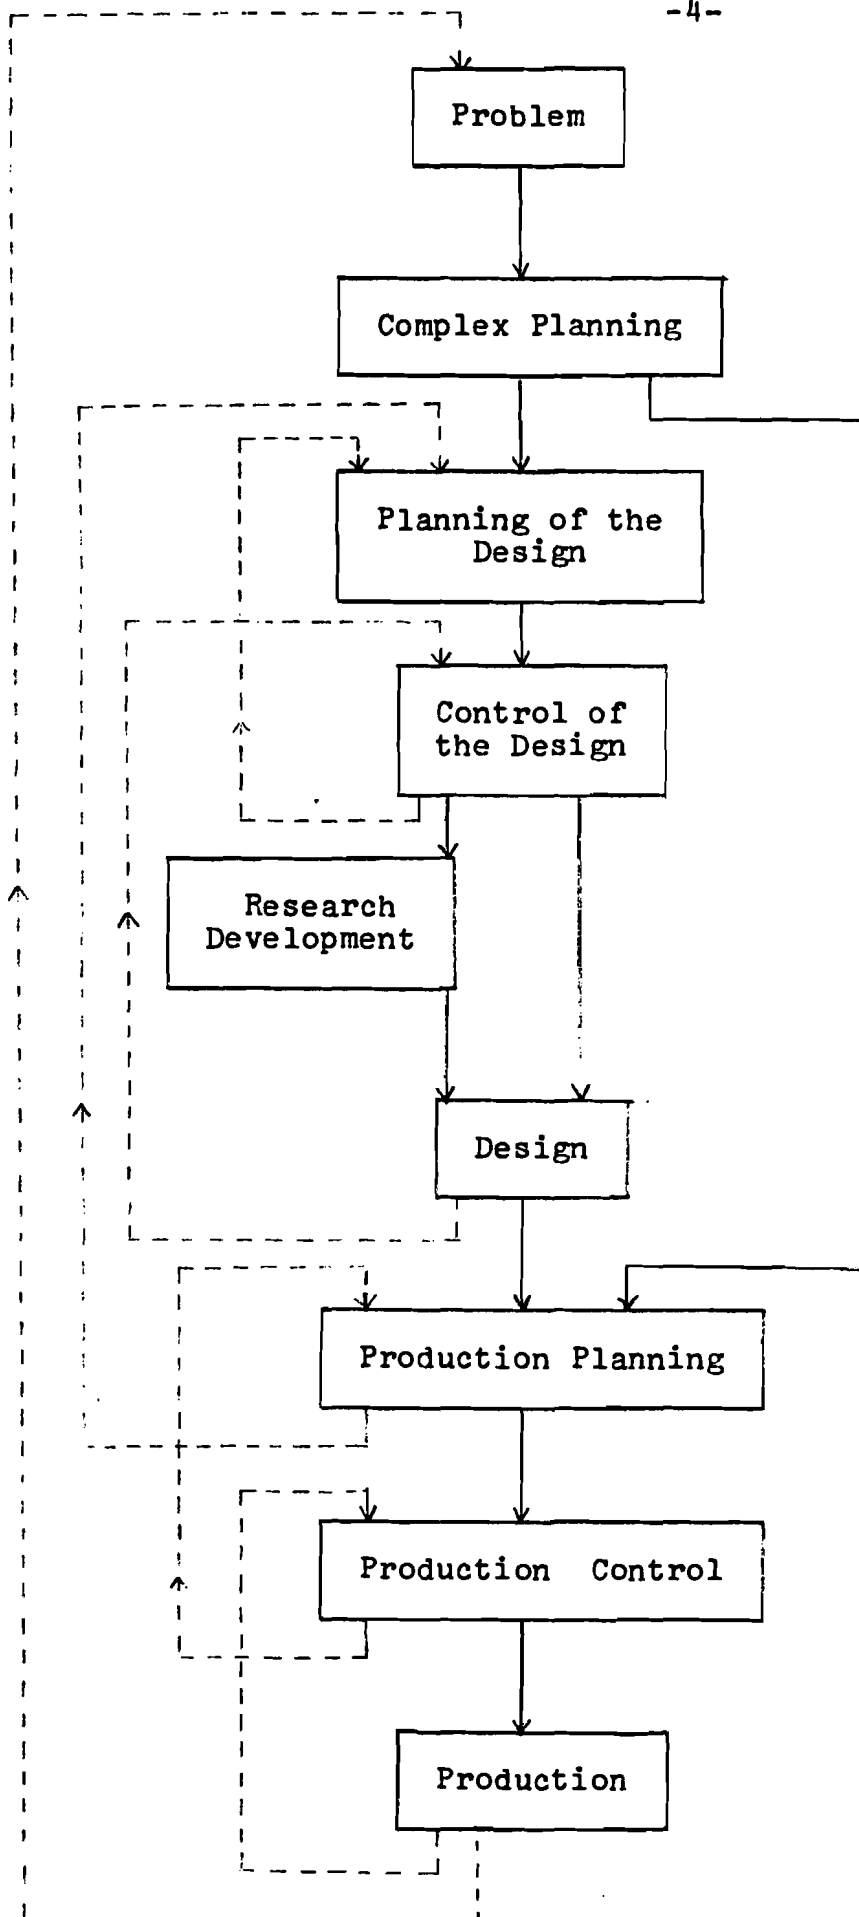 -4-
Problem
Complex Planning
Planning of the
Design
Control of
the Design
Research
Development
Design
Production Planning
Production Control
Production